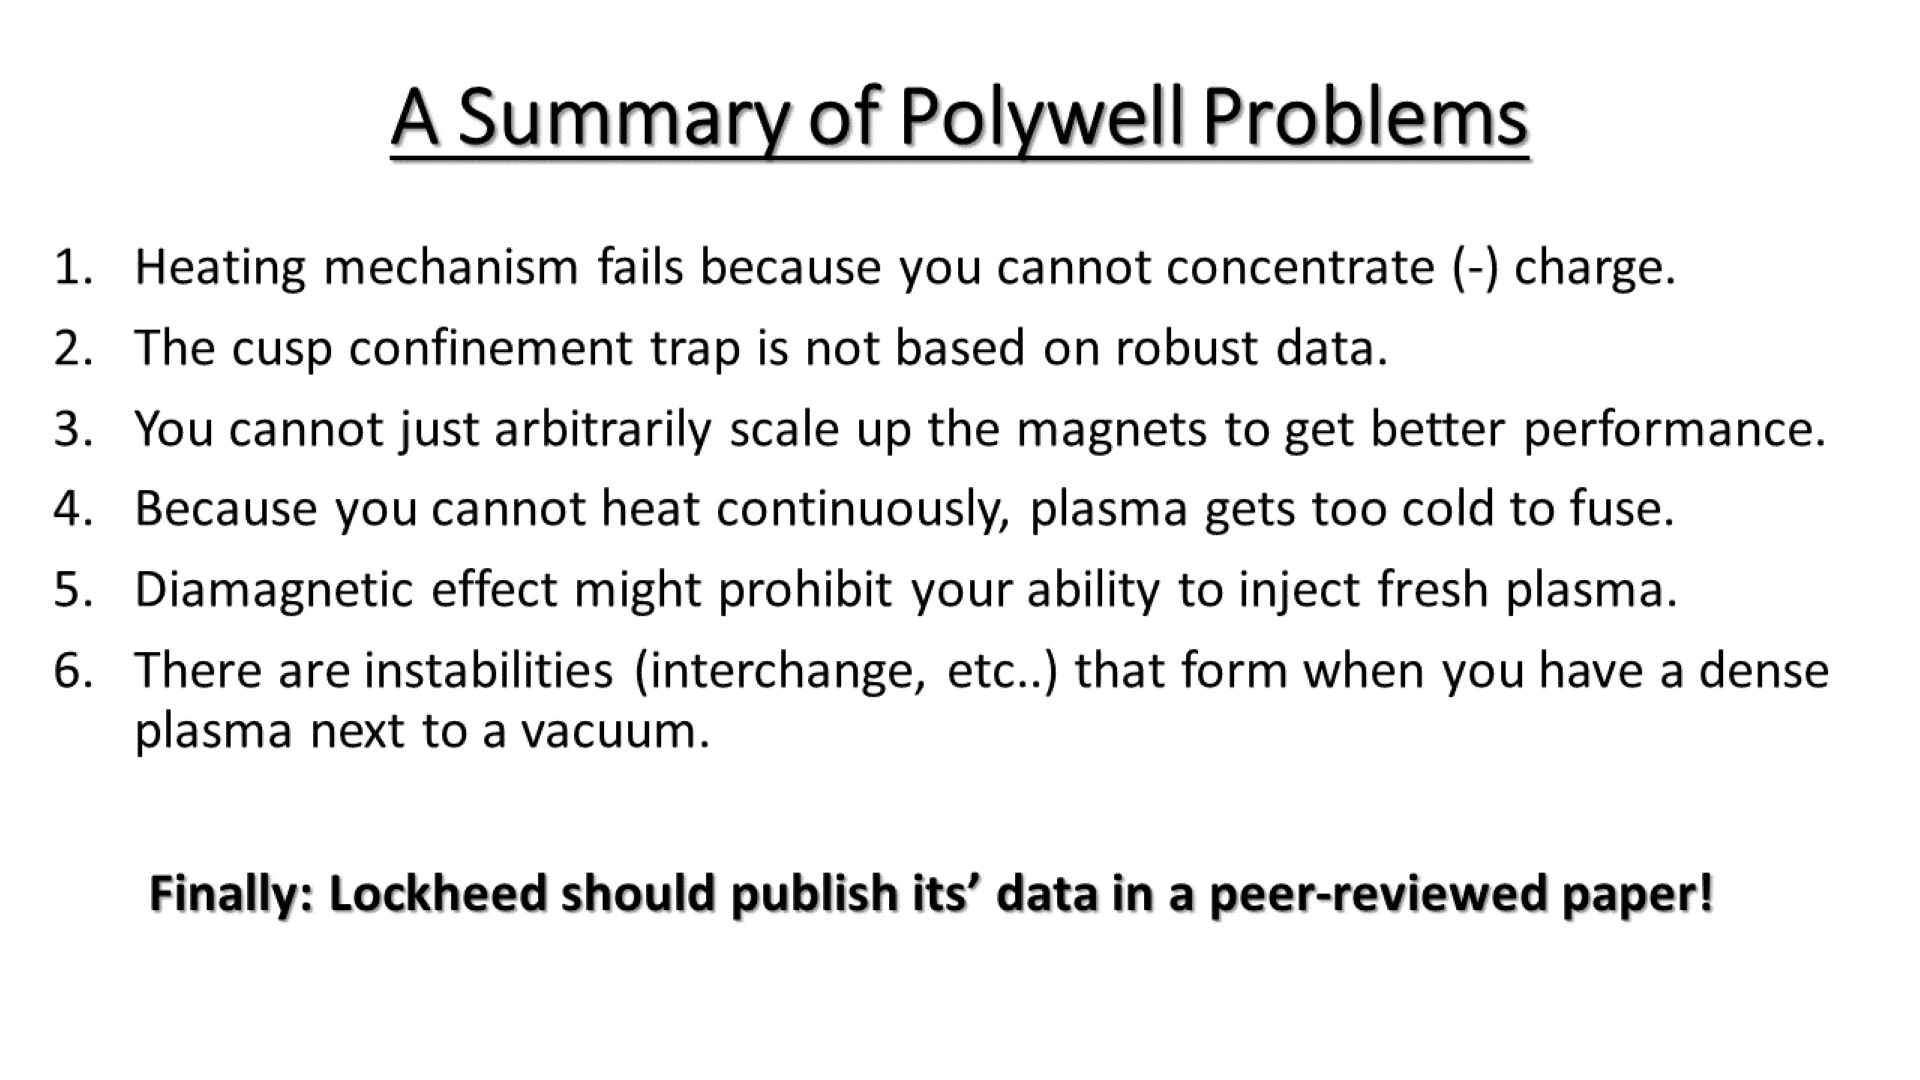 A Summary of Polywell Problems
1. Heating mechanism fails because you cannot concentrate (-) charge.
2. The cusp confinement trap is not based on robust data.
3. You cannot just arbitrarily scale up the magnets to get better performance.
4. Because you cannot heat continuously, plasma gets too cold to fuse.
5. Diamagnetic effect might prohibit your ability to inject fresh plasma.
6. There are instabilities (interchange, etc..) that form when you have a dense
plasma next to a vacuum.
Finally: Lockheed should publish its’ data in a peer-reviewed paper!